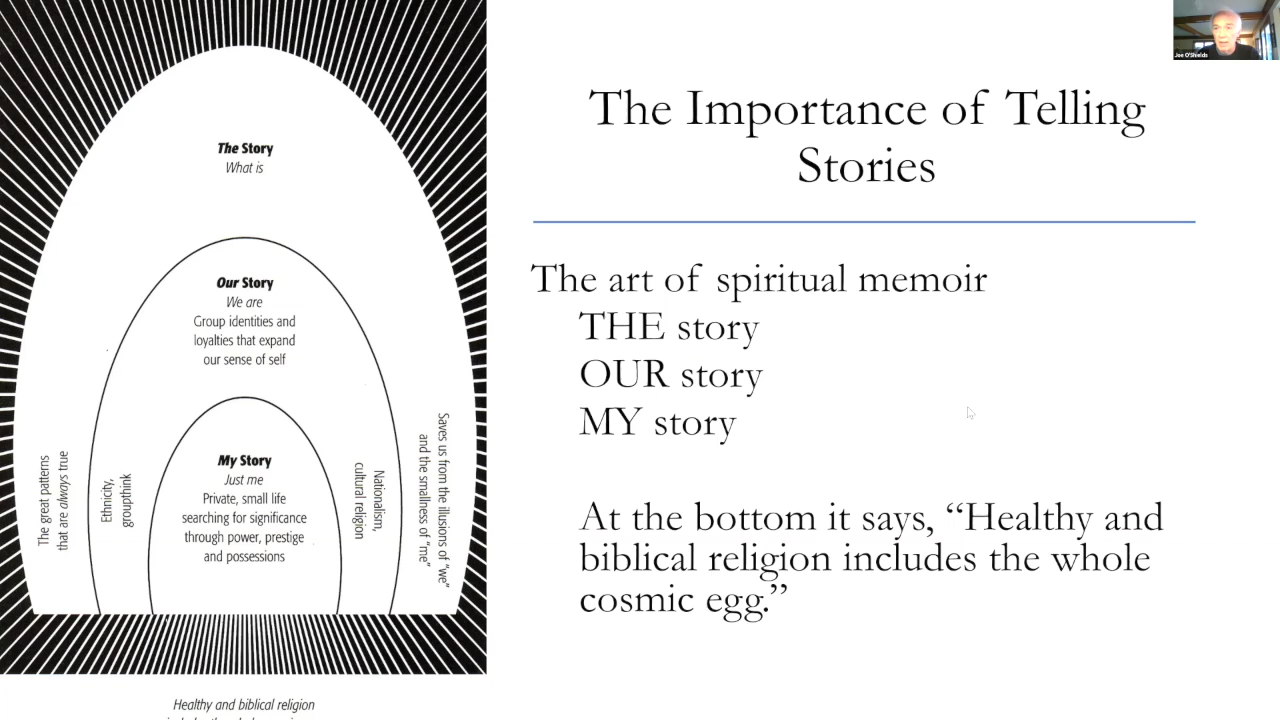 The Story
What is
Our Story
We are
Group identities and
loyalties that expand
our sense of self
My Story
Just me
Private, small life
searching for significance
through power, prestige
and possessions
The great patterns
that are always true
Ethnicity,
groupthink
Nationalism,
cultural religion
Saves us from the illusions of "we"
and the smallness of "me"
Healthy and biblical religion
The Importance of Telling
Stories
The art of spiritual memoir
THE story
OUR story
MY story
At the bottom it says, “Healthy and
biblical religion includes the whole
cosmic egg.”
Joe O'Shields